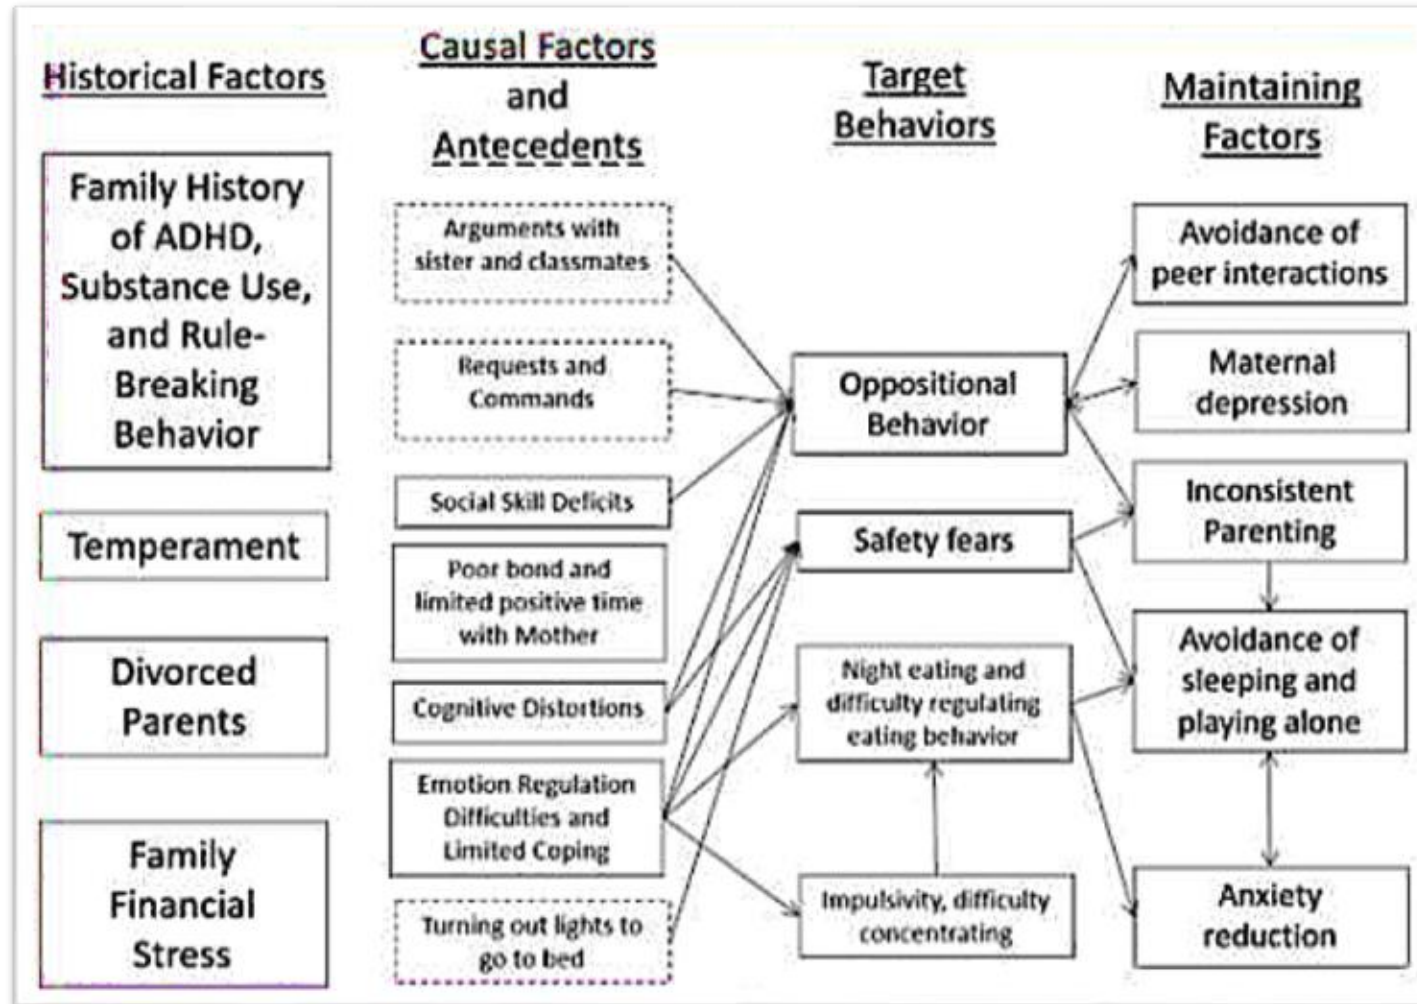 Historical Factors
Family History
of ADHD,
Substance Use,
and Rule-
Breaking
Behavior
Temperament
Divorced
Parents
Family
Financial
Stress
Causal Factors
and
Antecedents
Arguments with
sister and classmates
Requests and
Commands
Social Skill Deficits
Poor bond and
limited positive time
with Mother
Cognitive Distortions
Emotion Regulation
Difficulties and
Limited Coping
Turning out lights to
go to bed
Target
Behaviors
Oppositional
Behavior
Safety fears
Night eating and
difficulty regulating
eating behavior
Impulsivity, difficulty
concentrating
Maintaining
Factors
Avoidance of
peer interactions
Maternal
depression
Inconsistent
Parenting
Avoidance of
sleeping and
playing alone
Anxiety
reduction